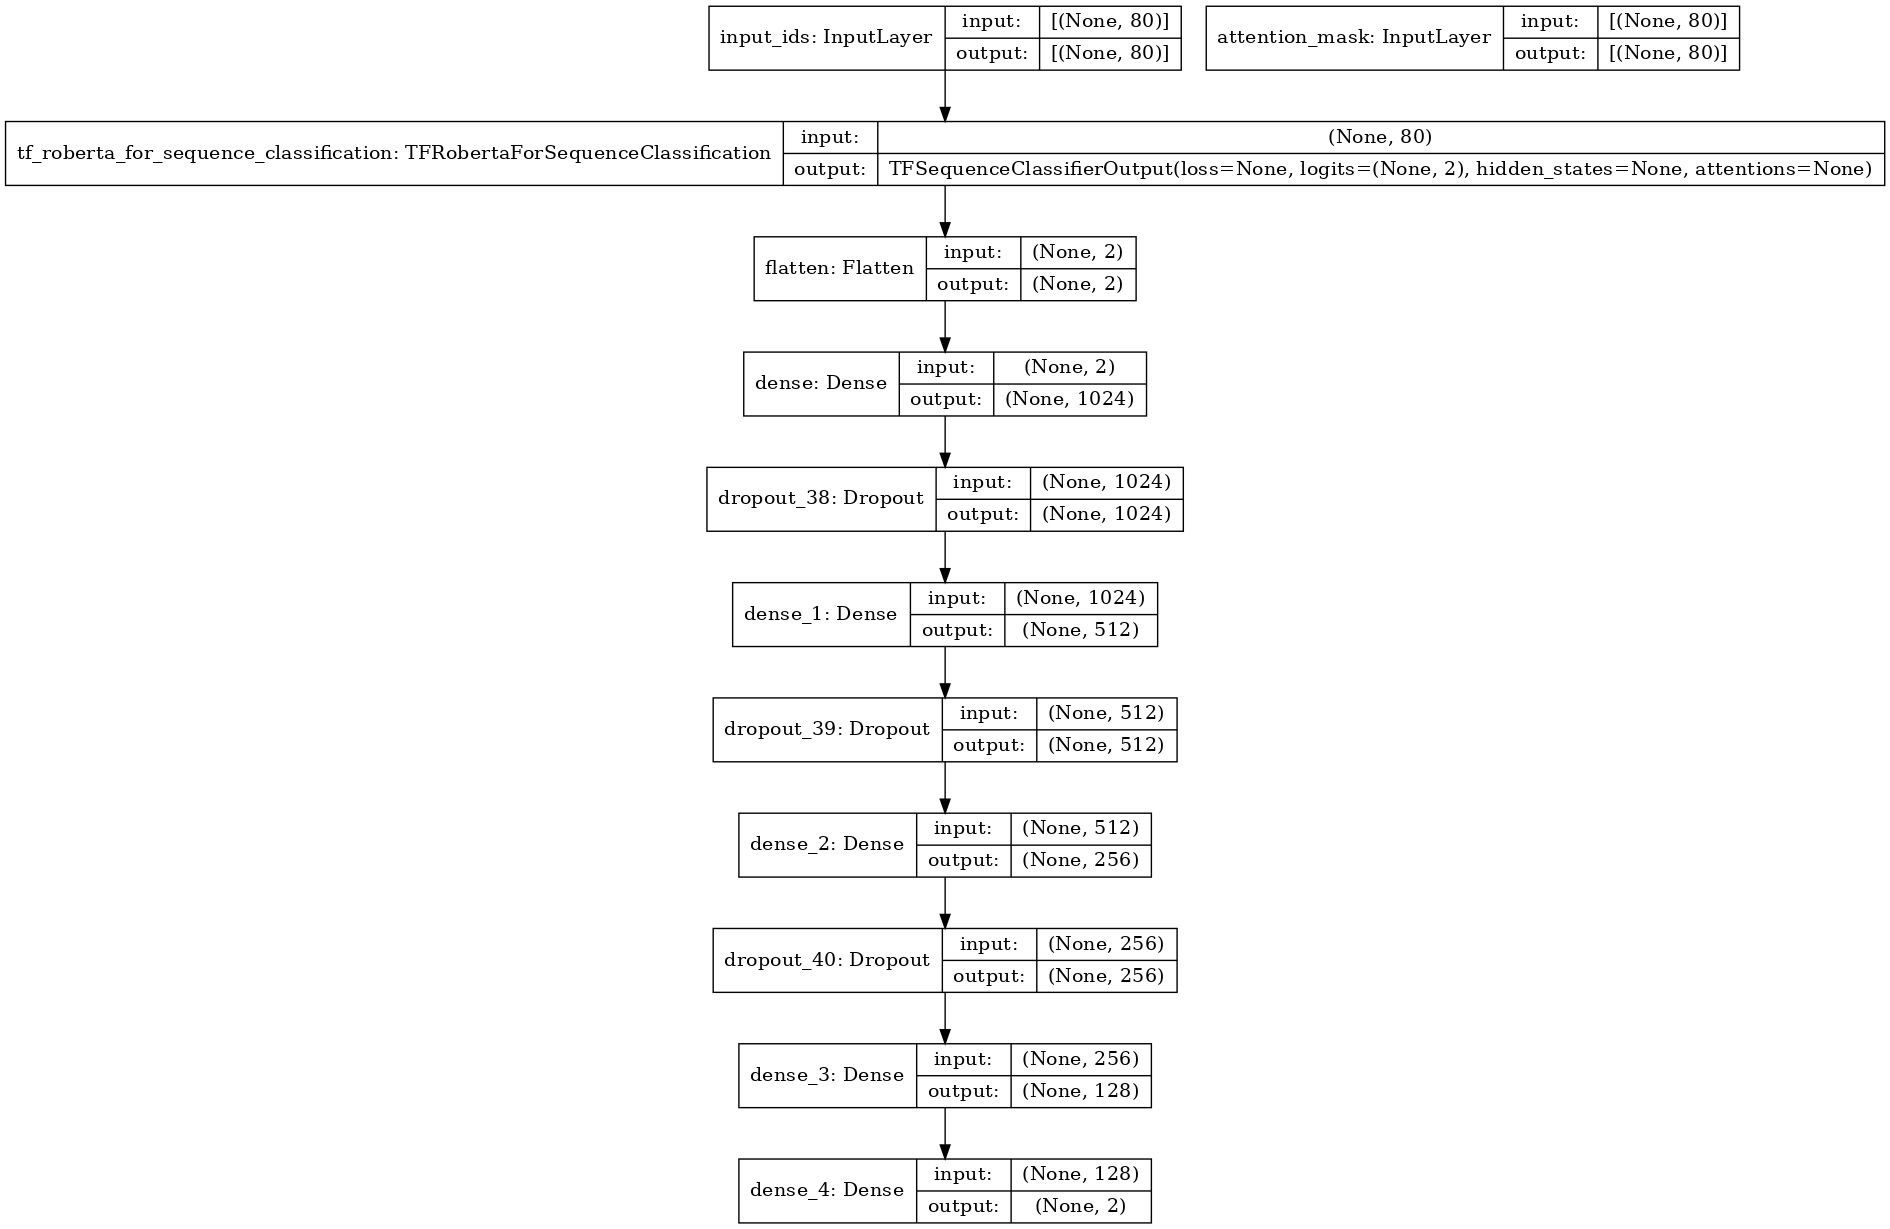 input_ids: InputLayer
input: [(None, 80)]
output: [(None, 80)]
attention_mask: InputLayer
input: [(None, 80)]
output: [(None, 80)]
tf_roberta_for_sequence_classification: TFRobertaForSequenceClassification
input: (None, 80)
output: TFSequenceClassifierOutput(loss=None, logits=(None, 2), hidden_states=None, attentions=None)
flatten: Flatten
input: (None, 2)
output: (None, 2)
dense: Dense
input: (None, 2)
output: (None, 1024)
dropout_38: Dropout
input: (None, 1024)
output: (None, 1024)
dense_1: Dense
input: (None, 1024)
output: (None, 512)
dropout_39: Dropout
input: (None, 512)
output: (None, 512)
dense_2: Dense
input: (None, 512)
output: (None, 256)
dropout_40: Dropout
input: (None, 256)
output: (None, 256)
dense_3: Dense
input: (None, 256)
output: (None, 128)
dense_4: Dense
input: (None, 128)
output: (None, 2)